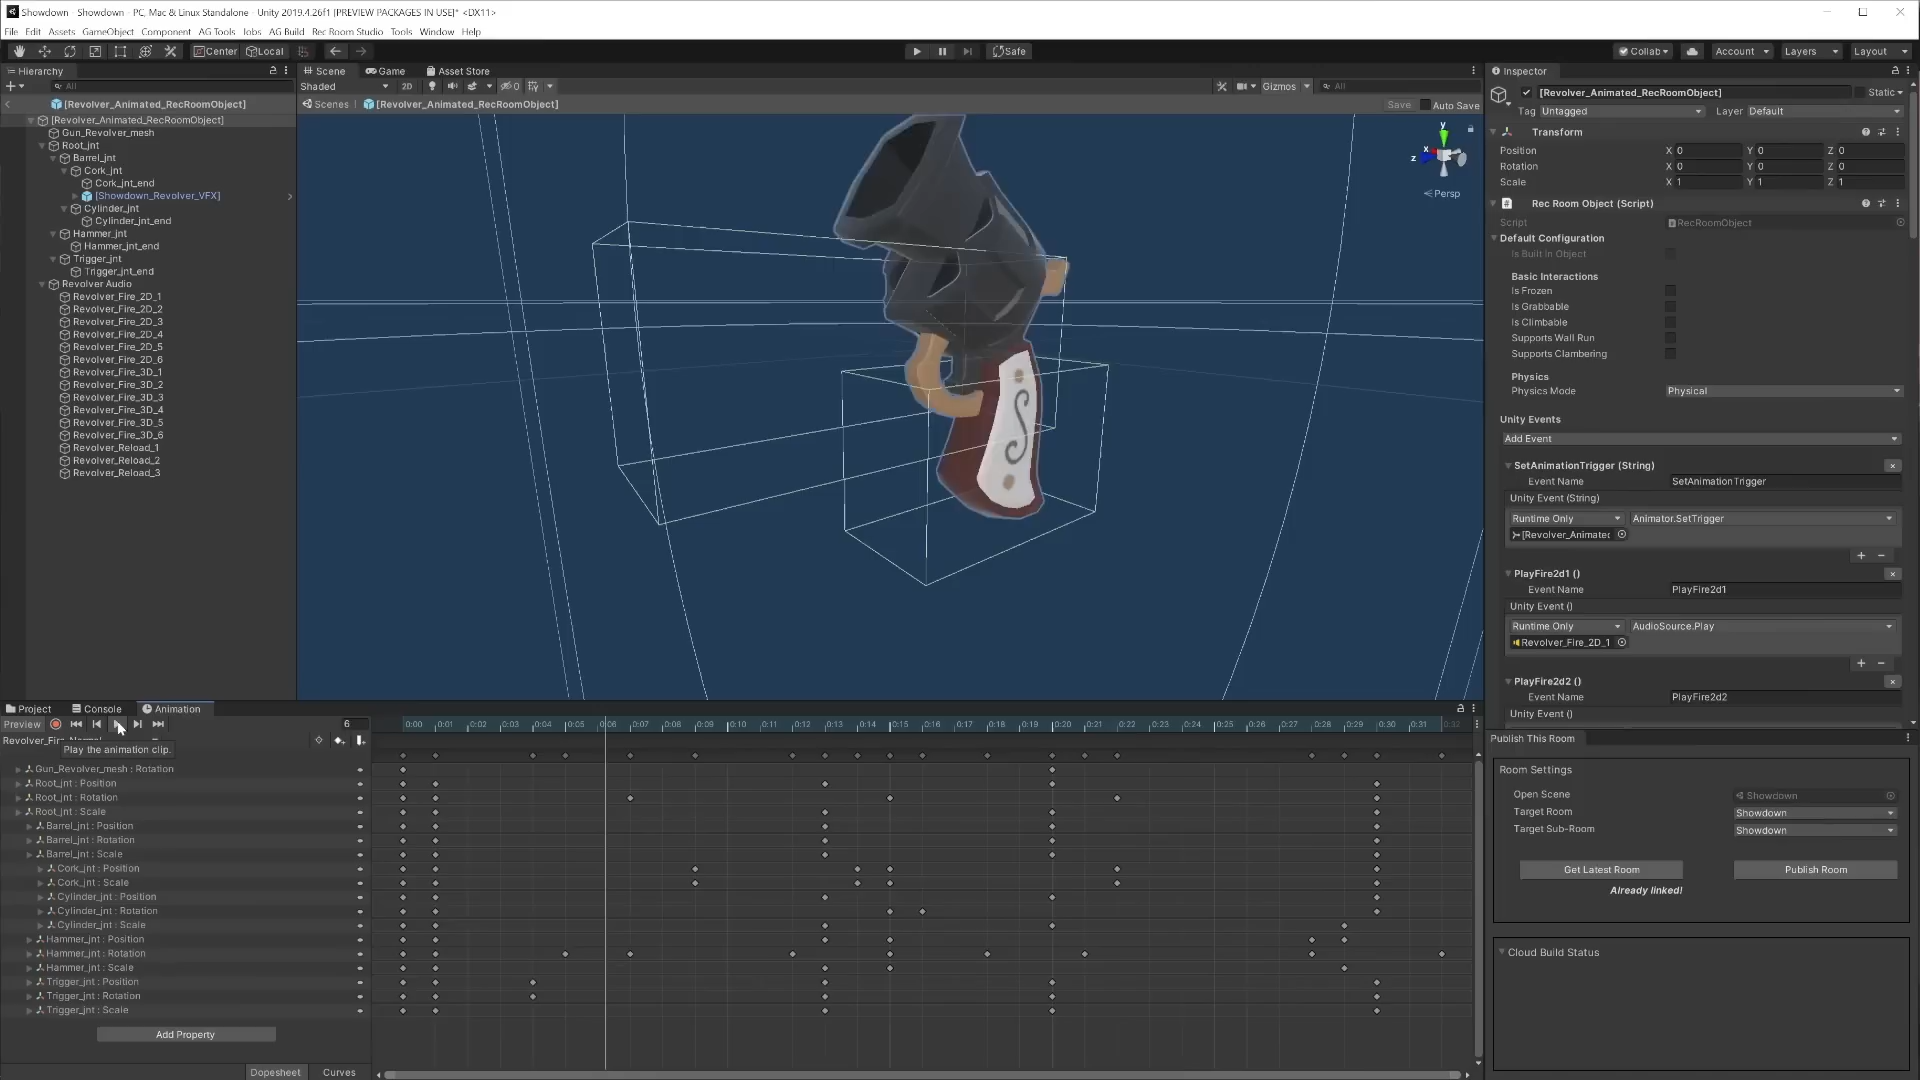 Showdown - Showdown - PC, Mac & Linux Standalone - Unity 2019.4.26f1 [PREVIEW PACKAGES IN USE]* <DX11>
File Edit Assets GameObject Component AG Tools Jobs AG Build Rec Room Studio Tools Window Help
Center Local Safe Collab Account Layers Layout
Hierarchy Scene Game Asset Store Inspector
All Shaded 2D 0 Gizmos All
[Revolver_Animated_RecRoomObject] Scenes [Revolver_Animated_RecRoomObject] Save Auto Save
[Revolver_Animated_RecRoomObject]
Gun_Revolver_mesh
Root_jnt
Barrel_jnt
Cork_jnt
Cork_jnt_end
[Showdown_Revolver_VFX]
Cylinder_jnt
Cylinder_jnt_end
Hammer_jnt
Hammer_jnt_end
Trigger_jnt
Trigger_jnt_end
Revolver Audio
Revolver_Fire_2D_1
Revolver_Fire_2D_2
Revolver_Fire_2D_3
Revolver_Fire_2D_4
Revolver_Fire_2D_5
Revolver_Fire_2D_6
Revolver_Fire_3D_1
Revolver_Fire_3D_2
Revolver_Fire_3D_3
Revolver_Fire_3D_4
Revolver_Fire_3D_5
Revolver_Fire_3D_6
Revolver_Reload_1
Revolver_Reload_2
Revolver_Reload_3
y
x
z
Persp
[Revolver_Animated_RecRoomObject] Static
Tag Untagged Layer Default
Transform
Position X 0 Y 0 Z 0
Rotation X 0 Y 0 Z 0
Scale X 1 Y 1 Z 1
Rec Room Object (Script)
Script RecRoomObject
Default Configuration
Is Built In Object
Basic Interactions
Is Frozen
Is Grabbable
Is Climbable
Supports Wall Run
Supports Clambering
Physics
Physics Mode Physical
Unity Events
Add Event
SetAnimationTrigger (String)
Event Name SetAnimationTrigger
Unity Event (String)
Runtime Only Animator.SetTrigger
[Revolver_Animated
PlayFire2d1 ()
Event Name PlayFire2d1
Unity Event ()
Runtime Only AudioSource.Play
Revolver_Fire_2D_1
PlayFire2d2 ()
Event Name PlayFire2d2
Unity Event ()
Project Console Animation
Preview 6 0:00 0:01 0:02 0:03 0:04 0:05 0:06 0:07 0:08 0:09 0:10 0:11 0:12 0:13 0:14 0:15 0:16 0:17 0:18 0:19 0:20 0:21 0:22 0:23 0:24 0:25 0:26 0:27 0:28 0:29 0:30 0:31 0:32
Play the animation clip.
Gun_Revolver_mesh : Rotation
Root_jnt : Position
Root_jnt : Rotation
Root_jnt : Scale
Barrel_jnt : Position
Barrel_jnt : Rotation
Barrel_jnt : Scale
Cork_jnt : Position
Cork_jnt : Scale
Cylinder_jnt : Position
Cylinder_jnt : Rotation
Cylinder_jnt : Scale
Hammer_jnt : Position
Hammer_jnt : Rotation
Hammer_jnt : Scale
Trigger_jnt : Position
Trigger_jnt : Rotation
Trigger_jnt : Scale
Add Property
Dopesheet Curves
Publish This Room
Room Settings
Open Scene Showdown
Target Room Showdown
Target Sub-Room Showdown
Get Latest Room Publish Room
Already linked!
Cloud Build Status